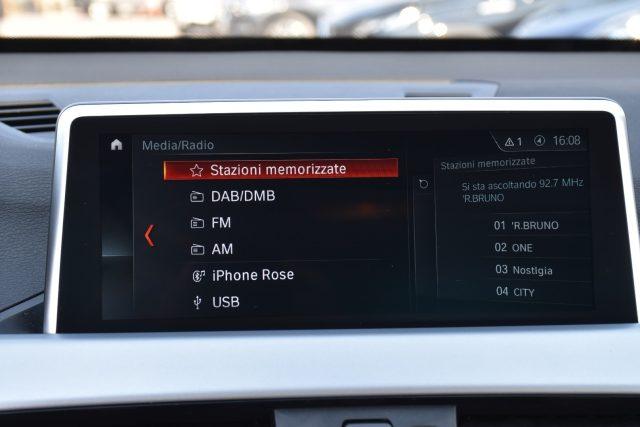 Media/Radio
1
16:08
Stazioni memorizzate
DAB/DMB
FM
AM
iPhone Rose
USB
Stazioni memorizzate
Si sta ascoltando 92.7 MHz
'R.BRUNO
01 'R.BRUNO
02 ONE
03 Nostlgia
04 CITY